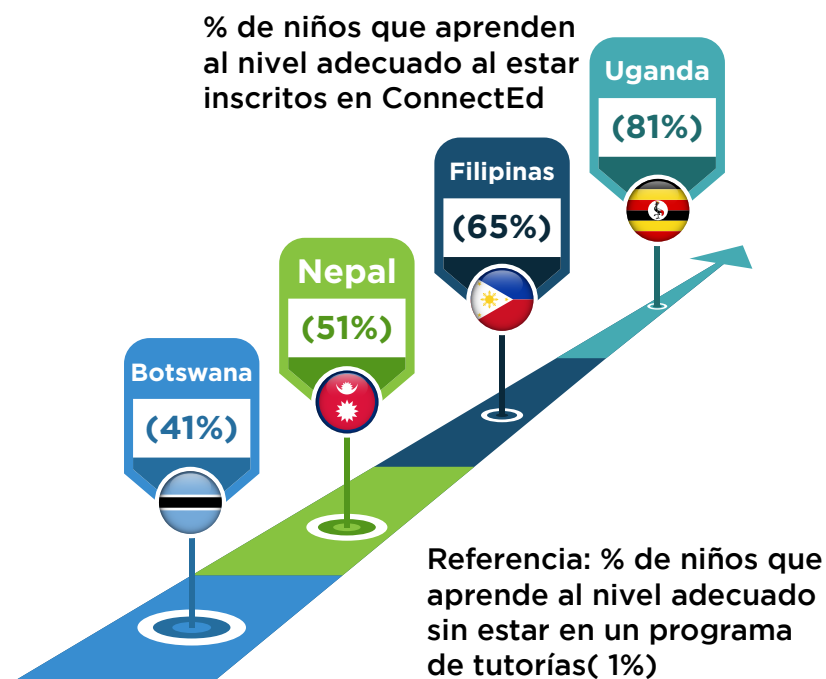 % de niños que aprenden
al nivel adecuado al estar
inscritos en ConnectEd
Uganda
(81%)
Filipinas
(65%)
Nepal
(51%)
Botswana
(41%)
Referencia: % de niños que
aprende al nivel adecuado
sin estar en un programa
de tutorías( 1%)